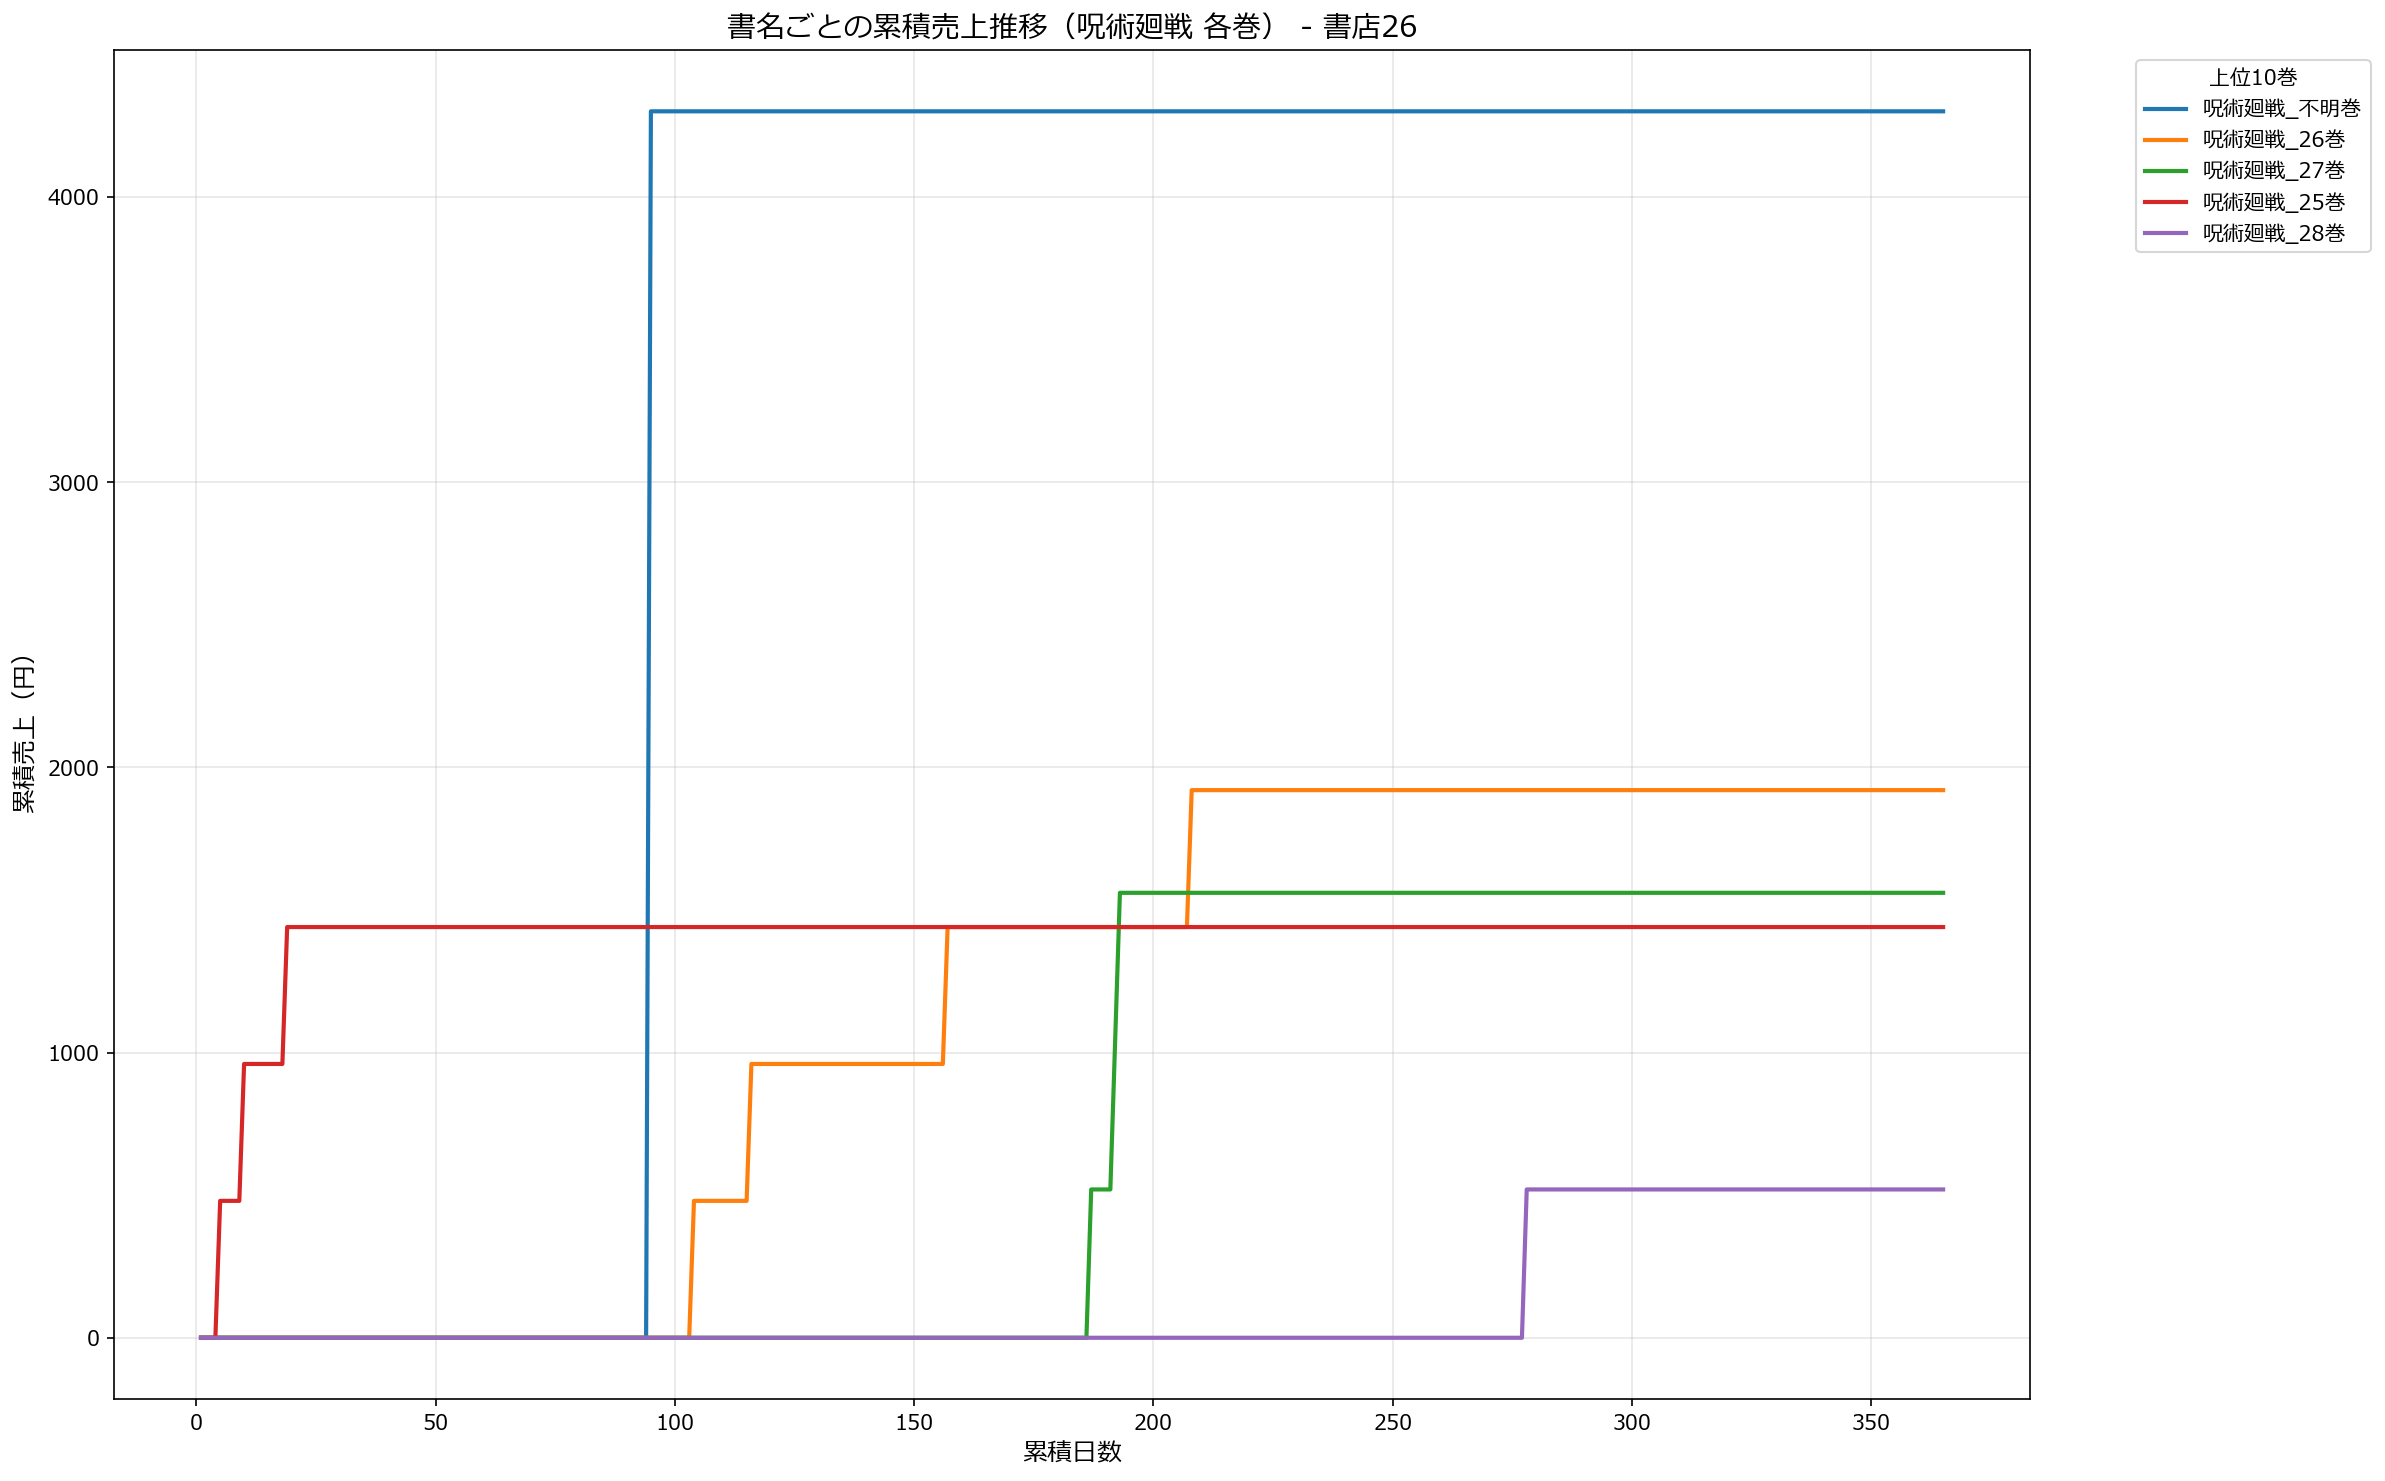 書名ごとの累積売上推移（呪術廻戦 各巻） - 書店26
上位10巻
呪術廻戦_不明巻
呪術廻戦_26巻
呪術廻戦_27巻
呪術廻戦_25巻
呪術廻戦_28巻
累積売上（円）
4000
3000
2000
1000
0
0 50 100 150 200 250 300 350
累積日数